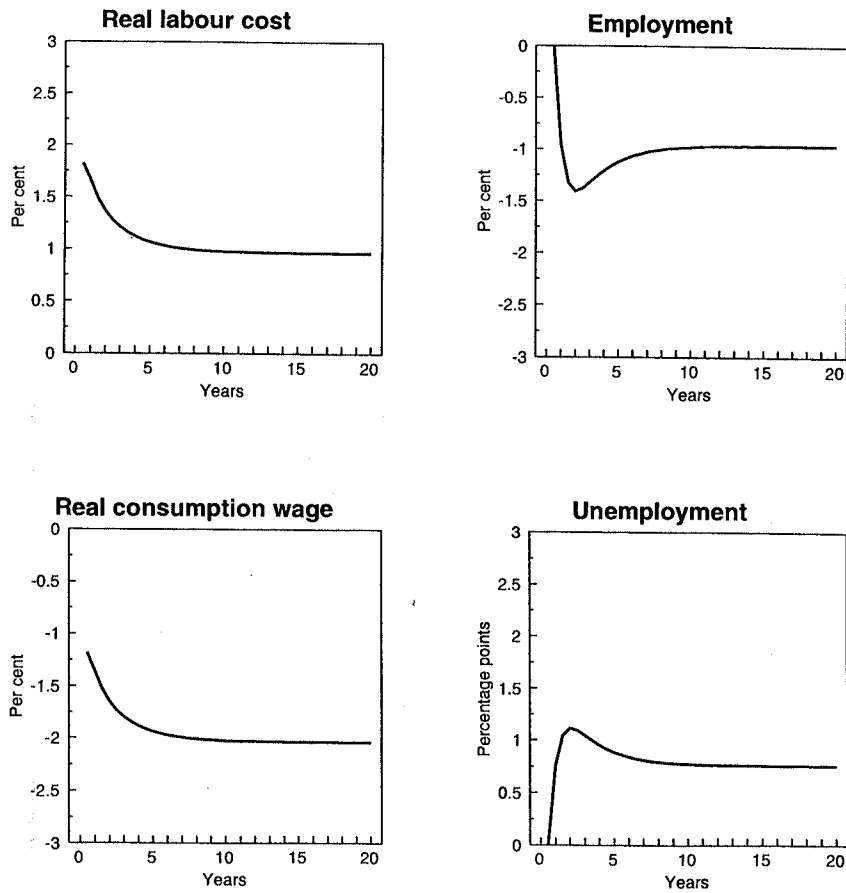 Real labour cost
3
2.5
2
1.5
1
0.5
0
Per cent
0 5 10 15 20
Years
Employment
0
-0.5
-1
-1.5
-2
-2.5
-3
Per cent
0 5 10 15 20
Years
Real consumption wage
0
-0.5
-1
-1.5
-2
-2.5
-3
Per cent
0 5 10 15 20
Years
Unemployment
3
2.5
2
1.5
1
0.5
0
Percentage points
0 5 10 15 20
Years